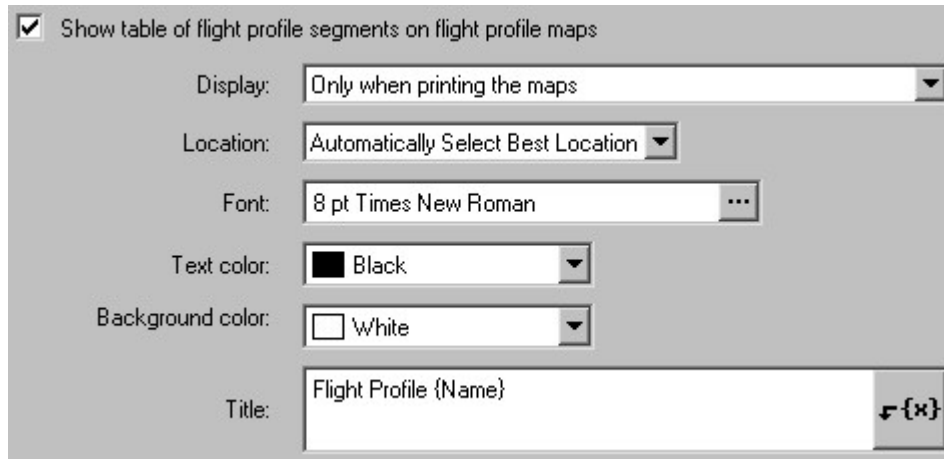 Show table of flight profile segments on flight profile maps
Display: Only when printing the maps
Location: Automatically Select Best Location
Font: 8 pt Times New Roman ...
Text color: Black
Background color: White
Title: Flight Profile {Name} {x}